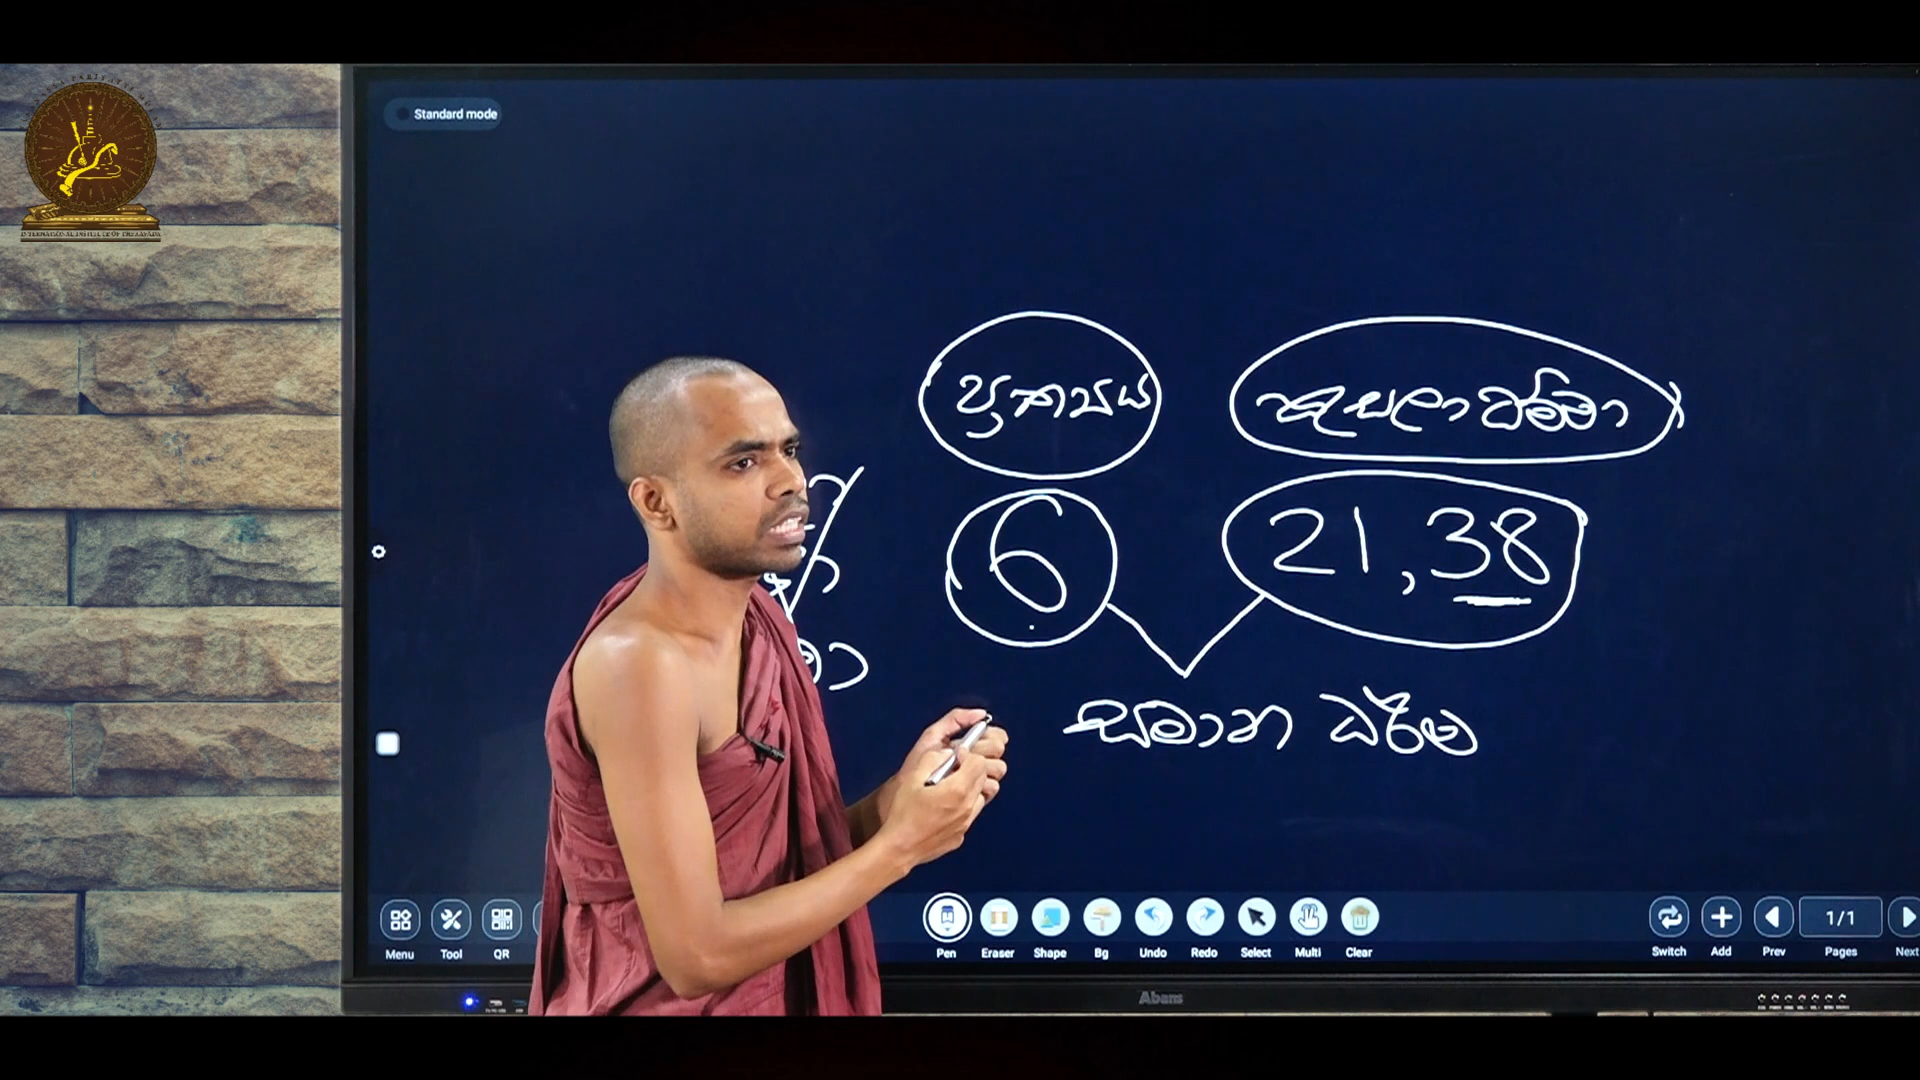 Standard mode
ප්‍රත්‍යය කුසලා ධම්මා
6 21, 38
සමාන ධර්ම
Menu Tool QR Pen Eraser Shape Bg Undo Redo Select Multi Clear Switch Add Prev 1/1 Pages Next
Abans